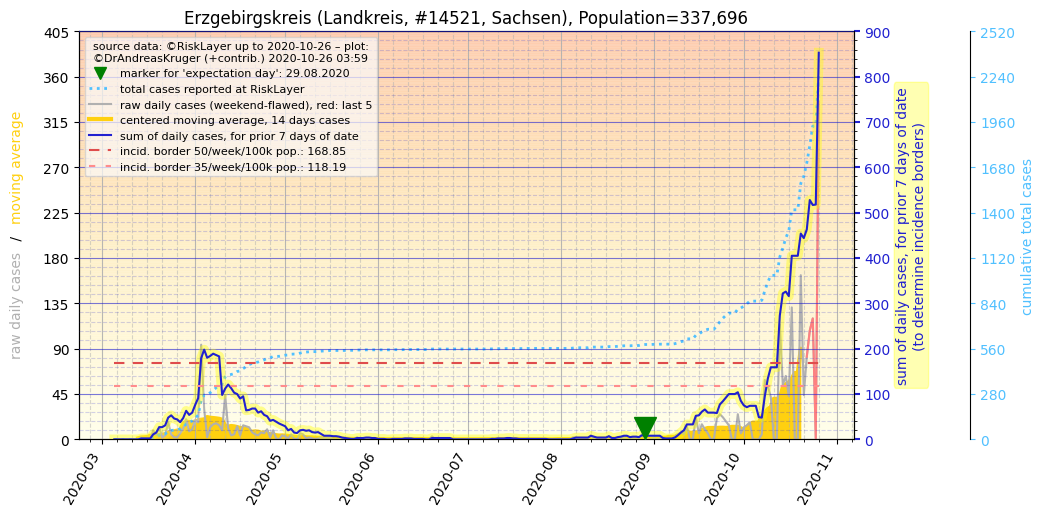 Erzgebirgskreis (Landkreis, #14521, Sachsen), Population=337,696
source data: ©RiskLayer up to 2020-10-26 – plot:
©DrAndreasKruger (+contrib.) 2020-10-26 03:59
marker for 'expectation day': 29.08.2020
total cases reported at RiskLayer
raw daily cases (weekend-flawed), red: last 5
centered moving average, 14 days cases
sum of daily cases, for prior 7 days of date
incid. border 50/week/100k pop.: 168.85
incid. border 35/week/100k pop.: 118.19
raw daily cases / moving average
405
360
315
270
225
180
135
90
45
0
900
800
700
600
500
400
300
200
100
0
sum of daily cases, for prior 7 days of date
(to determine incidence borders)
2520
2240
1960
1680
1400
1120
840
560
280
0
cumulative total cases
2020-03
2020-04
2020-05
2020-06
2020-07
2020-08
2020-09
2020-10
2020-11